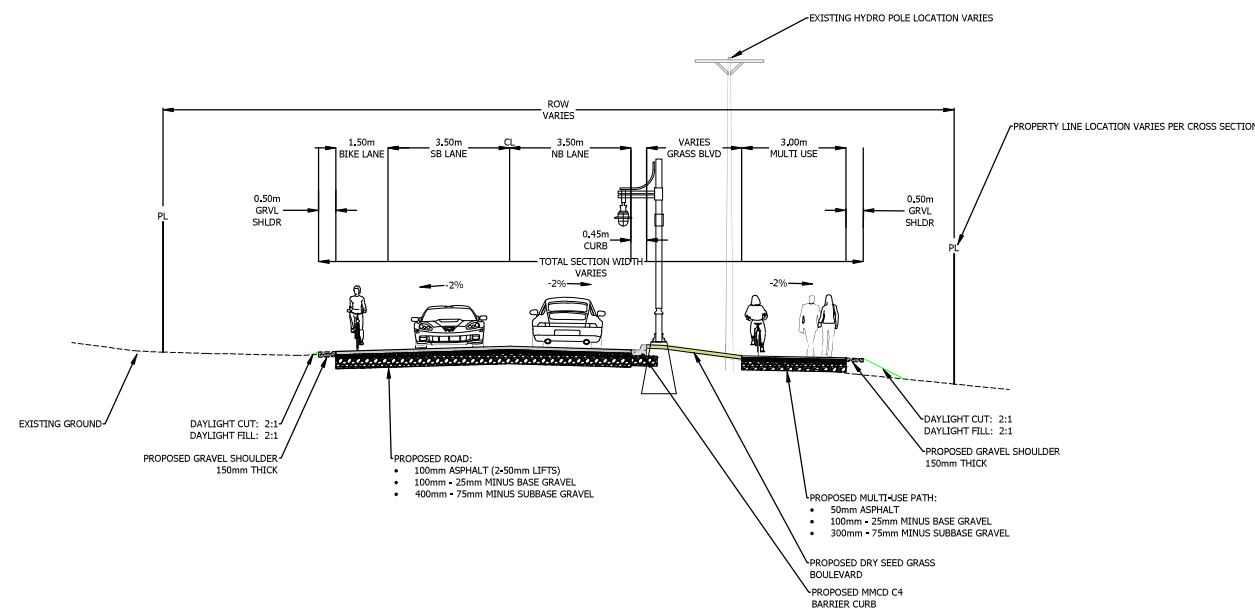 EXISTING HYDRO POLE LOCATION VARIES
ROW
VARIES
PROPERTY LINE LOCATION VARIES PER CROSS SECTION
1.50m
BIKE LANE
3.50m
SB LANE
CL
3.50m
NB LANE
VARIES
GRASS BLVD
3.00m
MULTI USE
0.50m
GRVL
SHLDR
0.50m
GRVL
SHLDR
PL
0.45m
CURB
PL
TOTAL SECTION WIDTH
VARIES
-2%
-2%
-2%
EXISTING GROUND
DAYLIGHT CUT: 2:1
DAYLIGHT FILL: 2:1
PROPOSED GRAVEL SHOULDER
150mm THICK
PROPOSED ROAD:
• 100mm ASPHALT (2-50mm LIFTS)
• 100mm - 25mm MINUS BASE GRAVEL
• 400mm - 75mm MINUS SUBBASE GRAVEL
DAYLIGHT CUT: 2:1
DAYLIGHT FILL: 2:1
PROPOSED GRAVEL SHOULDER
150mm THICK
PROPOSED MULTI-USE PATH:
• 50mm ASPHALT
• 100mm - 25mm MINUS BASE GRAVEL
• 300mm - 75mm MINUS SUBBASE GRAVEL
PROPOSED DRY SEED GRASS
BOULEVARD
PROPOSED MMCD C4
BARRIER CURB